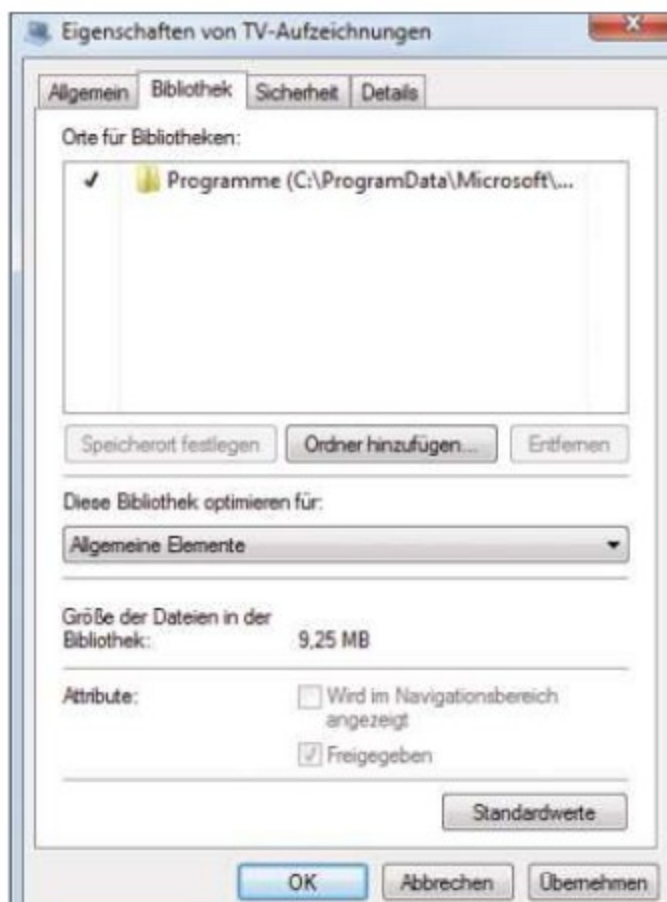 Eigenschaften von TV-Aufzeichnungen
Allgemein Bibliothek Sicherheit Details
Orte für Bibliotheken:
✓ Programme (C:\ProgramData\Microsoft\...
Speicherort festlegen Ordner hinzufügen... Entfernen
Diese Bibliothek optimieren für:
Allgemeine Elemente
Größe der Dateien in der
Bibliothek: 9,25 MB
Attribute: Wird im Navigationsbereich
angezeigt
Freigegeben
Standardwerte
OK Abbrechen Übernehmen